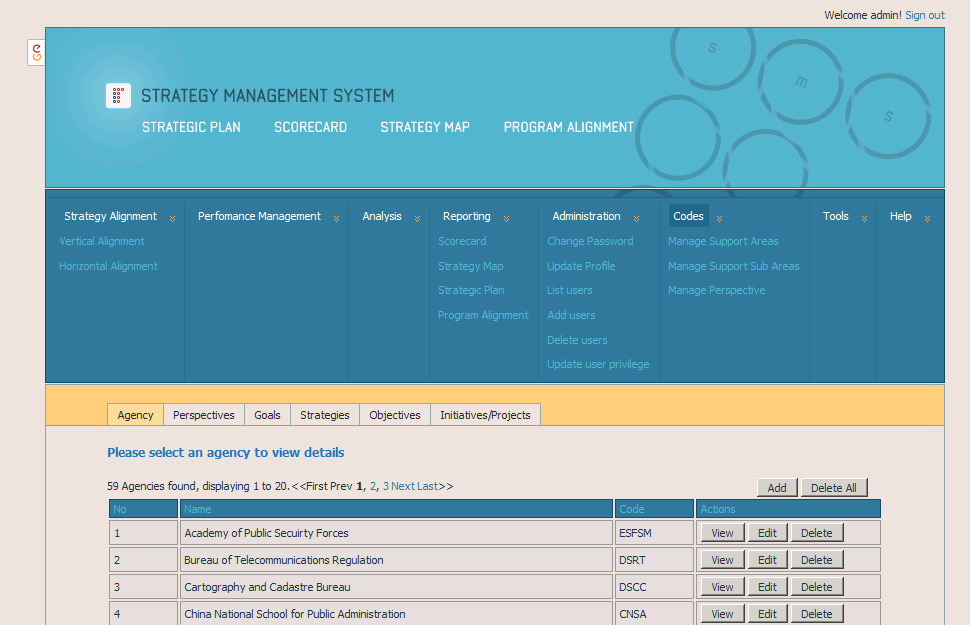 Welcome admin! Sign out
s
m
s
STRATEGY MANAGEMENT SYSTEM
STRATEGIC PLAN SCORECARD STRATEGY MAP PROGRAM ALIGNMENT
Strategy Alignment Perfomance Management Analysis Reporting Administration Codes Tools Help
Vertical Alignment Scorecard Change Password Manage Support Areas
Horizontal Alignment Strategy Map Update Profile Manage Support Sub Areas
Strategic Plan List users Manage Perspective
Program Alignment Add users
Delete users
Update user privilege
Agency Perspectives Goals Strategies Objectives Initiatives/Projects
Please select an agency to view details
59 Agencies found, displaying 1 to 20.<<First Prev 1, 2, 3 Next Last>> Add Delete All
No Name Code Actions
1 Academy of Public Secuirty Forces ESFSM View Edit Delete
2 Bureau of Telecommunications Regulation DSRT View Edit Delete
3 Cartography and Cadastre Bureau DSCC View Edit Delete
4 China National School for Public Administration CNSA View Edit Delete